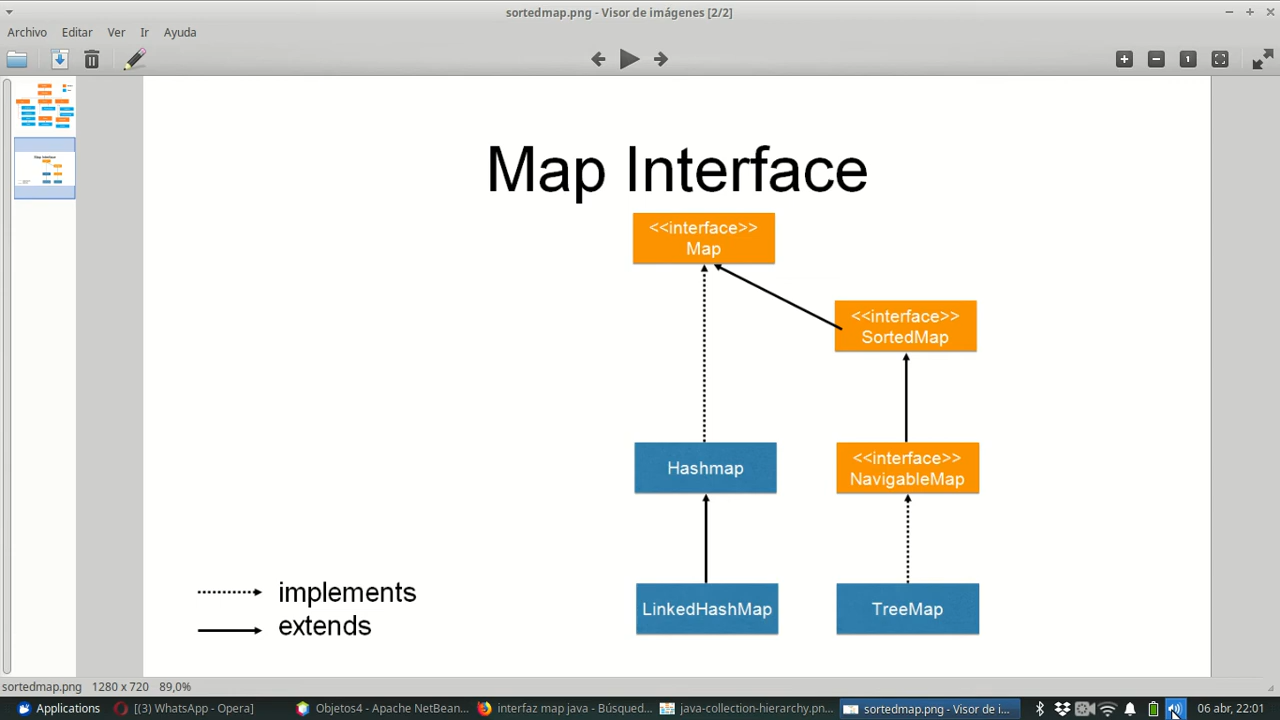 sortedmap.png - Visor de imágenes [2/2]
Archivo Editar Ver Ir Ayuda
1
Map Interface
<<interface>>
Map
<<interface>>
SortedMap
Hashmap
<<interface>>
NavigableMap
LinkedHashMap
TreeMap
implements
extends
sortedmap.png 1280 x 720 89,0%
Applications [(3) WhatsApp - Opera] Objetos4 - Apache NetBean... interfaz map java - Búsqued... java-collection-hierarchy.pn... sortedmap.png - Visor de i... 06 abr, 22:01